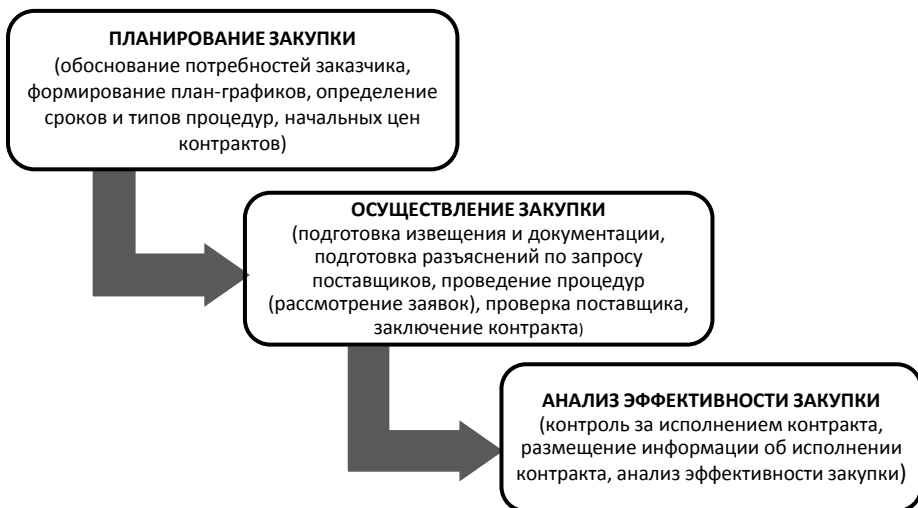 ПЛАНИРОВАНИЕ ЗАКУПКИ
(обоснование потребностей заказчика,
формирование план-графиков, определение
сроков и типов процедур, начальных цен
контрактов)
ОСУЩЕСТВЛЕНИЕ ЗАКУПКИ
(подготовка извещения и документации,
подготовка разъяснений по запросу
поставщиков, проведение процедур
(рассмотрение заявок), проверка поставщика,
заключение контракта)
АНАЛИЗ ЭФФЕКТИВНОСТИ ЗАКУПКИ
(контроль за исполнением контракта,
размещение информации об исполнении
контракта, анализ эффективности закупки)